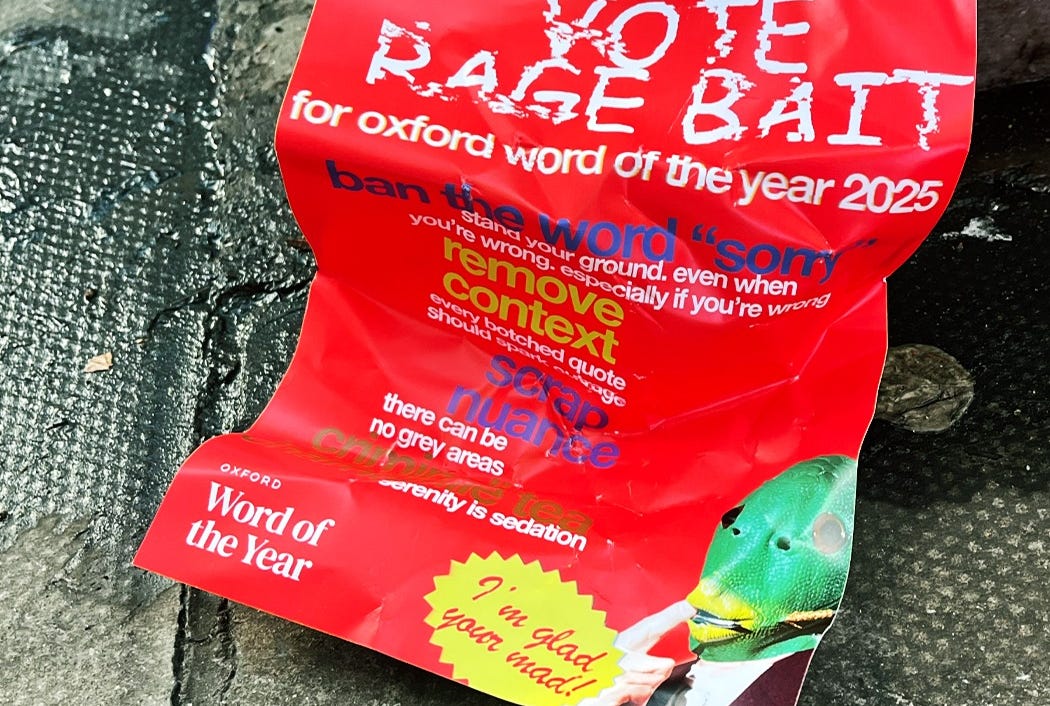 VOTE
RAGE BAIT
for oxford word of the year 2025
ban the word “sorry”
stand your ground. even when
you're wrong. especially if you're wrong
remove
context
every botched quote
should spark outrage
scrap
nuance
there can be
no grey areas
tea
serenity is sedation
OXFORD
Word of
the Year
I'm glad
your mad!